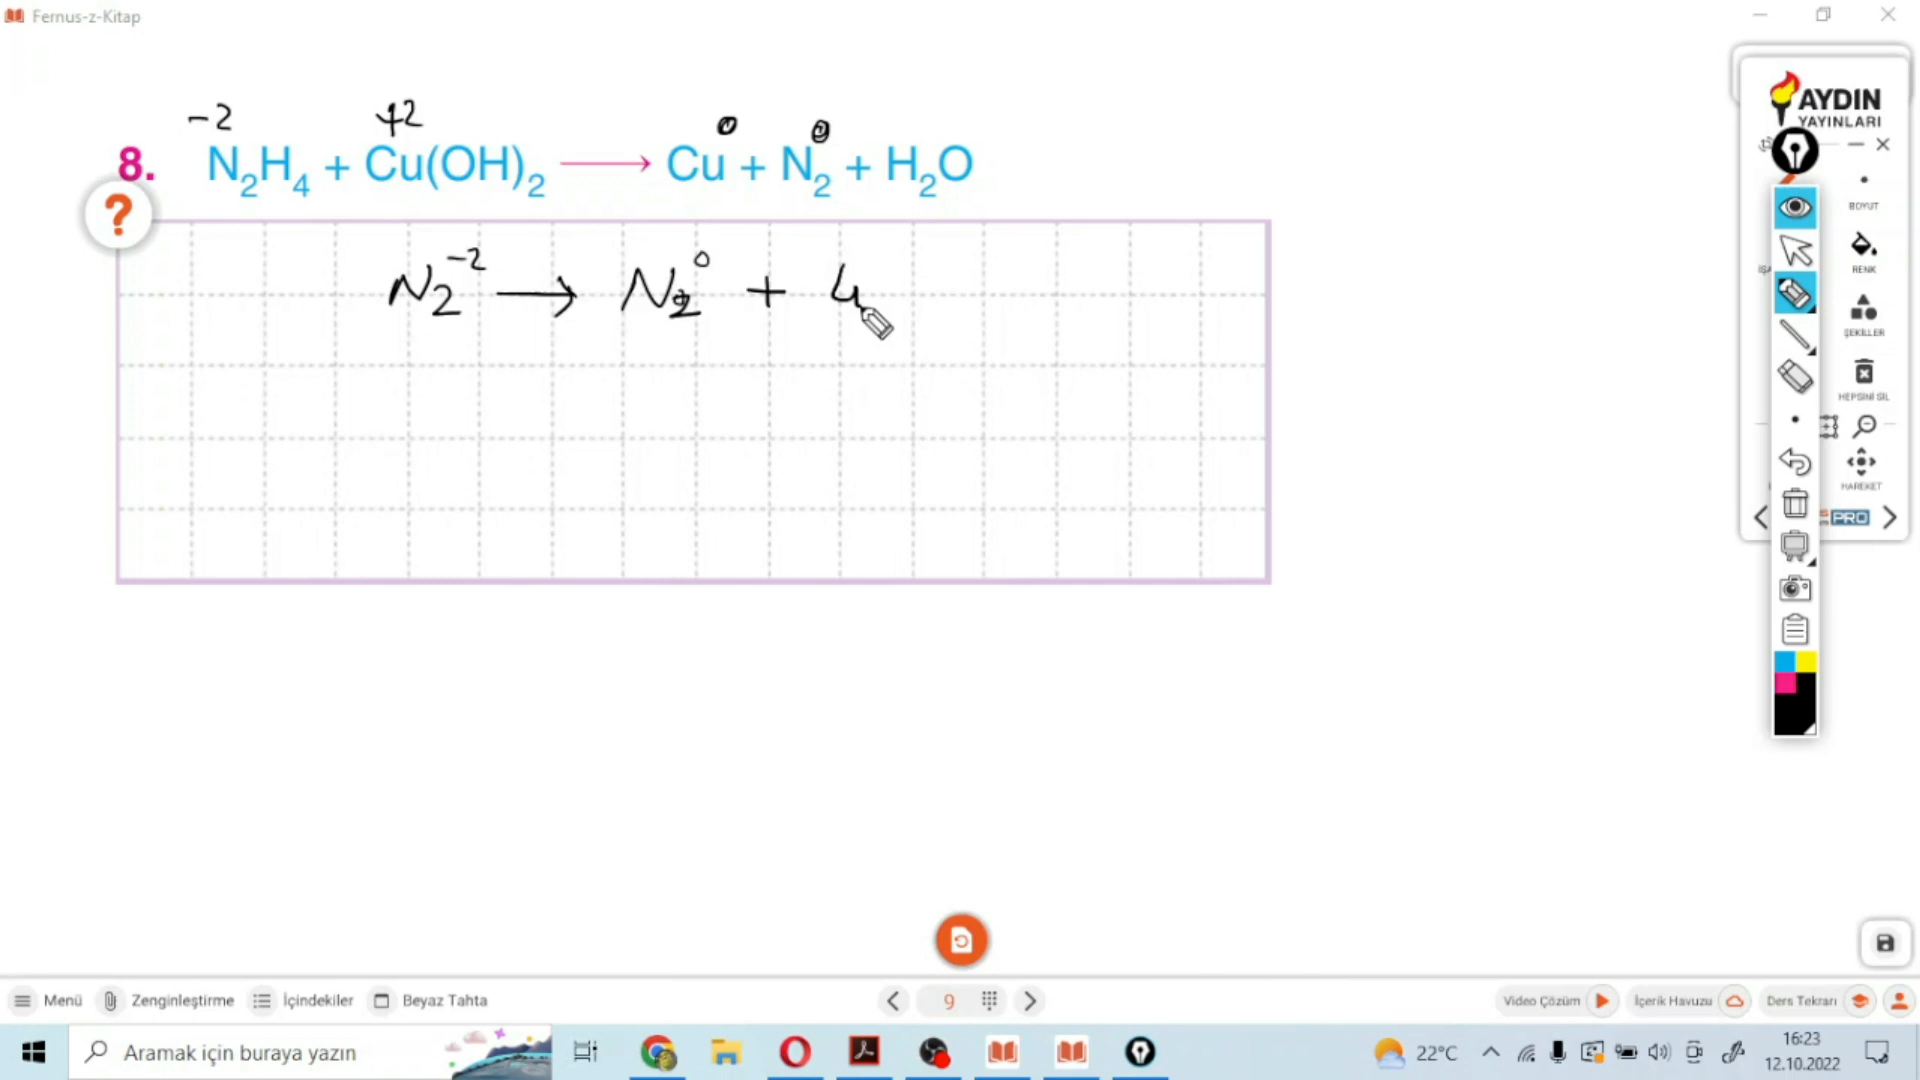 Fernus-z-Kitap
-2 +2 0 0
8. N₂H₄ + Cu(OH)₂ ⟶ Cu + N₂ + H₂O
?
N₂⁻² → N₂⁰ + 4
AYDIN
YAYINLARI
BOYUT
RENK
ŞEKİLLER
HEPSİNİ SİL
HAREKET
PRO
Menü Zenginleştirme İçindekiler Beyaz Tahta 9 Video Çözüm İçerik Havuzu Ders Tekrarı
Aramak için buraya yazın 22°C 16:23
12.10.2022